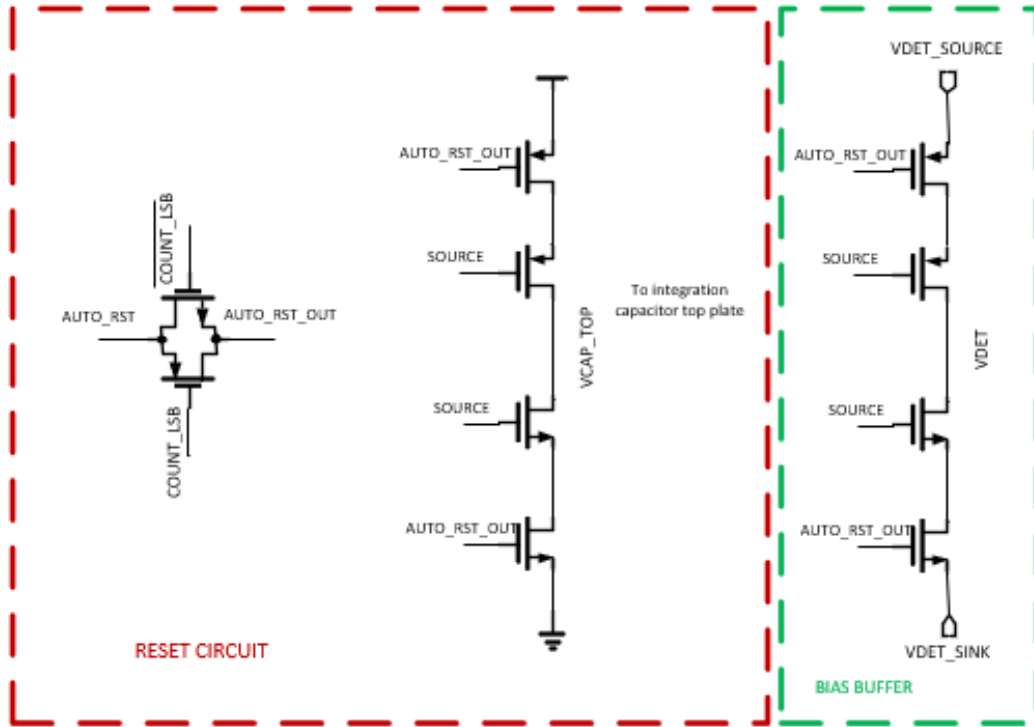 VDET_SOURCE
AUTO_RST_OUT
AUTO_RST_OUT
COUNT_LSB
SOURCE
SOURCE
To integration
capacitor top plate
AUTO_RST
AUTO_RST_OUT
VCAP_TOP
VDET
SOURCE
SOURCE
COUNT_LSB
AUTO_RST_OUT
AUTO_RST_OUT
RESET CIRCUIT
VDET_SINK
BIAS BUFFER